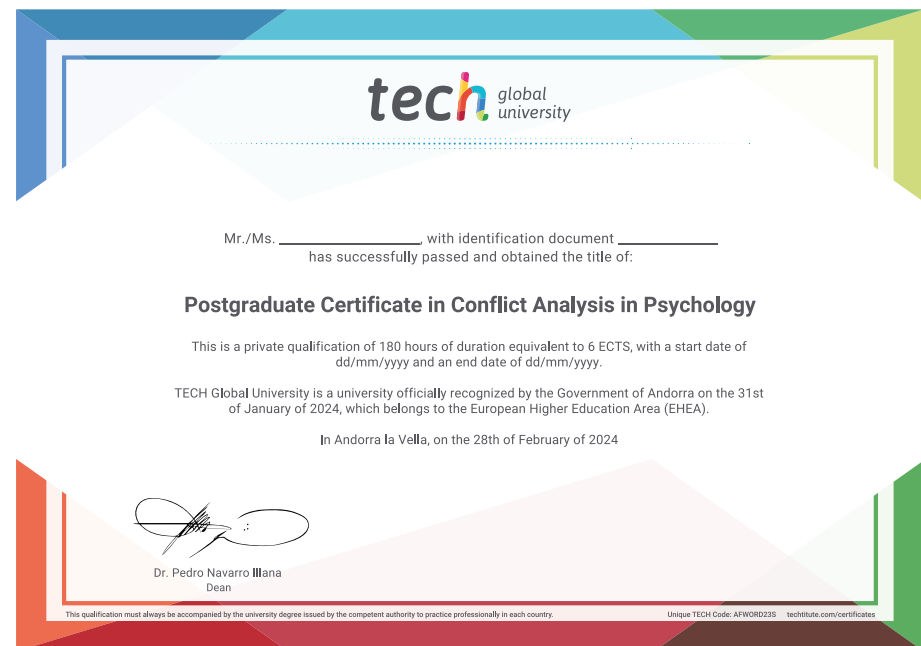 tech global
university
Mr./Ms. ____________, with identification document ____________
has successfully passed and obtained the title of:
Postgraduate Certificate in Conflict Analysis in Psychology
This is a private qualification of 180 hours of duration equivalent to 6 ECTS, with a start date of
dd/mm/yyyy and an end date of dd/mm/yyyy.
TECH Global University is a university officially recognized by the Government of Andorra on the 31st
of January of 2024, which belongs to the European Higher Education Area (EHEA).
In Andorra la Vella, on the 28th of February of 2024
Dr. Pedro Navarro Illana
Dean
This qualification must always be accompanied by the university degree issued by the competent authority to practice professionally in each country.
Unique TECH Code: AFWORD23S techtitute.com/certificates